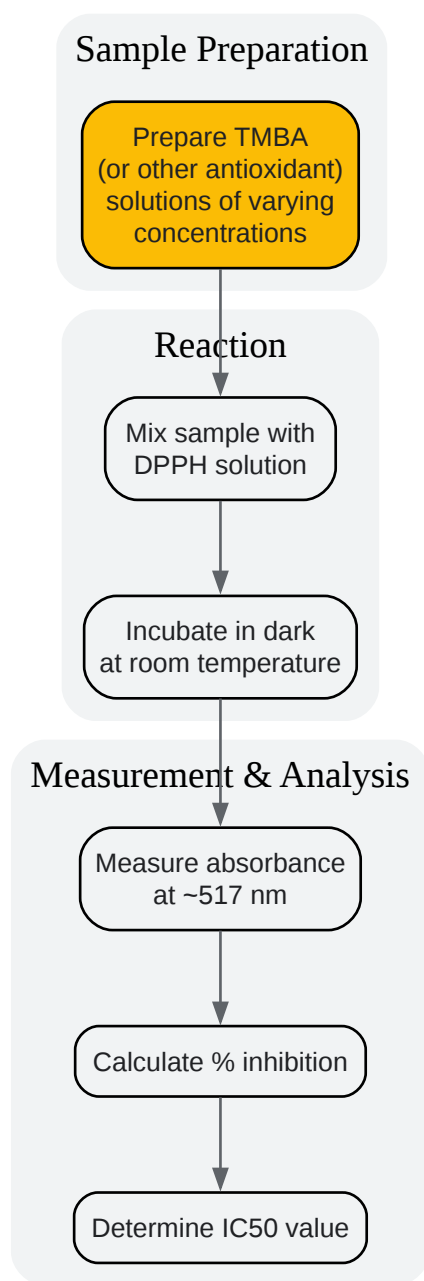 Sample Preparation
Prepare TMBA
(or other antioxidant)
solutions of varying
concentrations
Reaction
Mix sample with
DPPH solution
Incubate in dark
at room temperature
Measurement & Analysis
Measure absorbance
at ~517 nm
Calculate % inhibition
Determine IC50 value